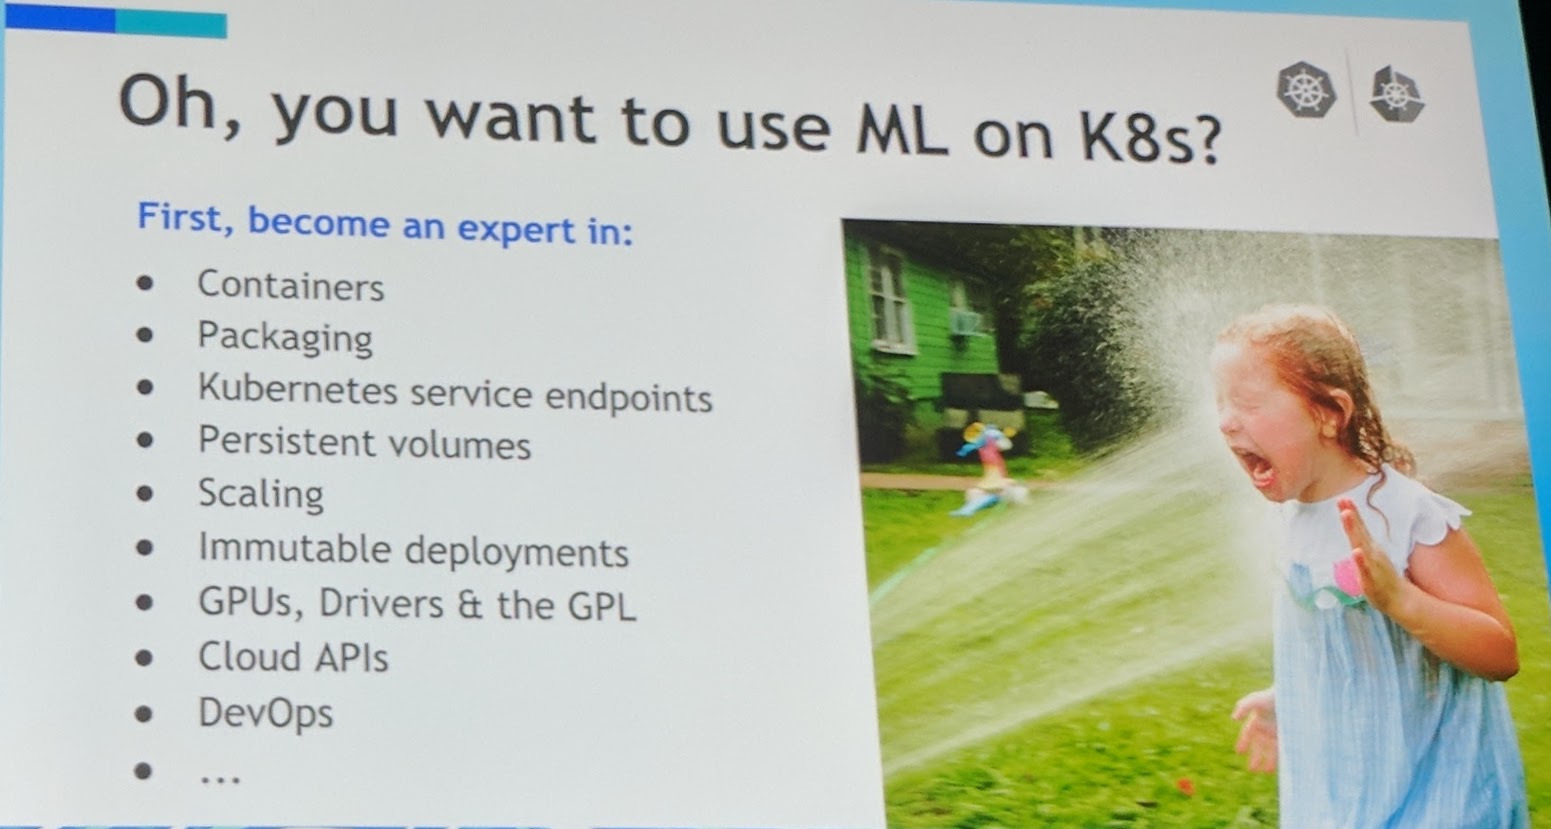 Oh, you want to use ML on K8s?
First, become an expert in:
● Containers
● Packaging
● Kubernetes service endpoints
● Persistent volumes
● Scaling
● Immutable deployments
● GPUs, Drivers & the GPL
● Cloud APIs
● DevOps
● ...